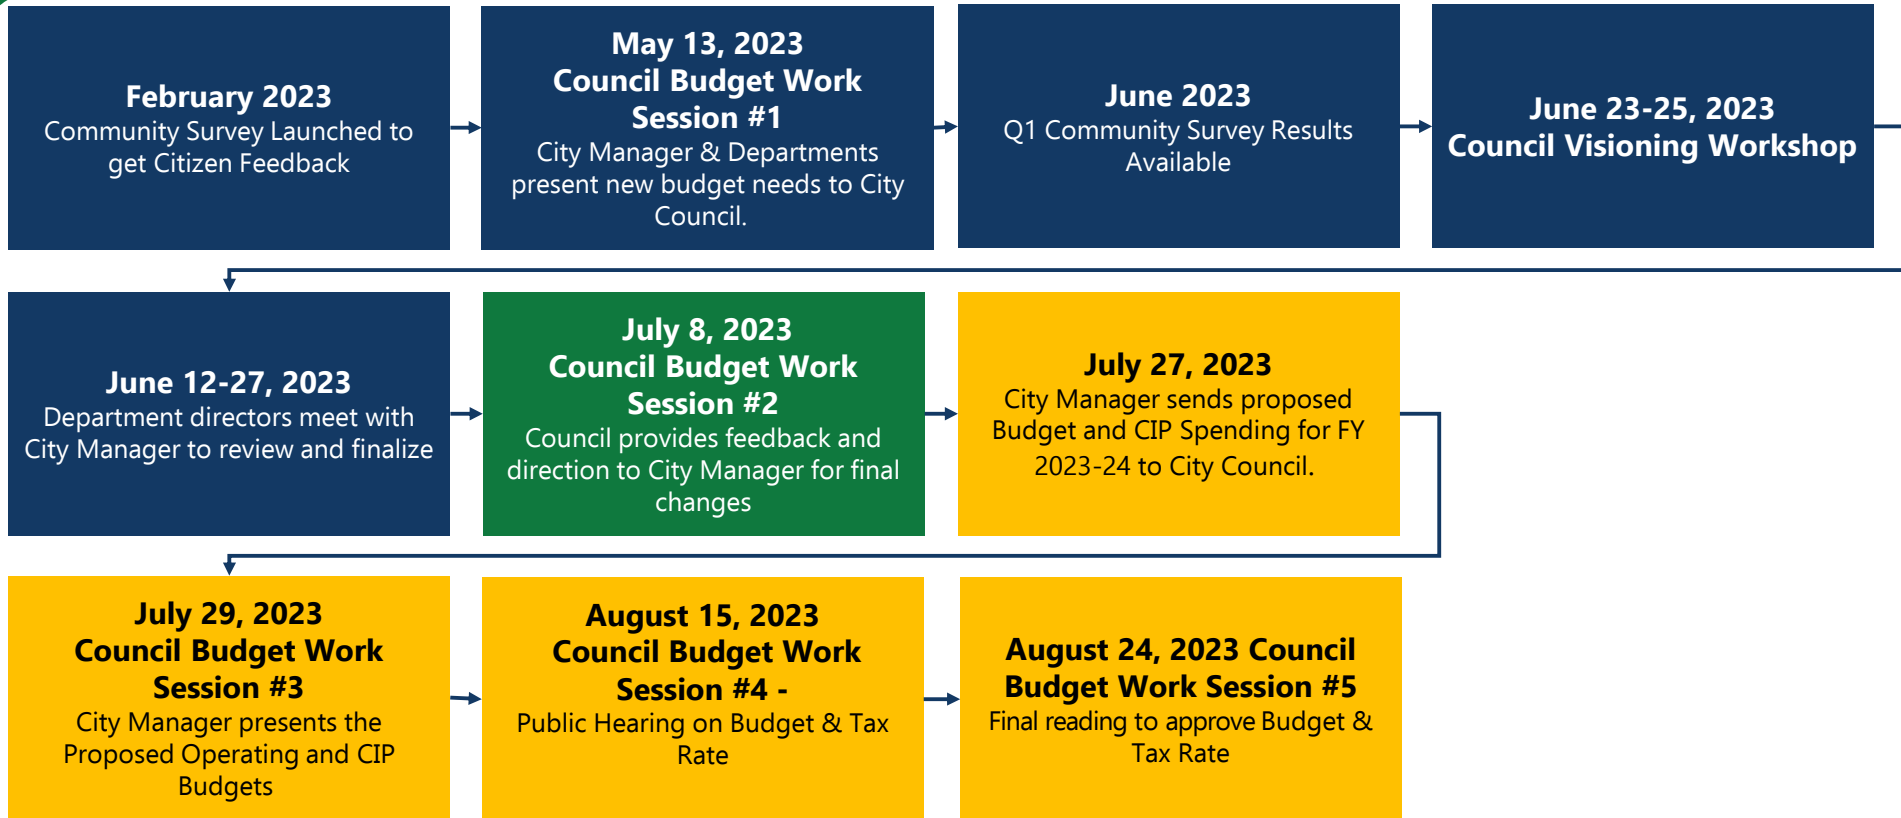 February 2023
Community Survey Launched to
get Citizen Feedback
May 13, 2023
Council Budget Work
Session #1
City Manager & Departments
present new budget needs to City
Council.
June 2023
Q1 Community Survey Results
Available
June 23-25, 2023
Council Visioning Workshop
June 12-27, 2023
Department directors meet with
City Manager to review and finalize
July 8, 2023
Council Budget Work
Session #2
Council provides feedback and
direction to City Manager for final
changes
July 27, 2023
City Manager sends proposed
Budget and CIP Spending for FY
2023-24 to City Council.
July 29, 2023
Council Budget Work
Session #3
City Manager presents the
Proposed Operating and CIP
Budgets
August 15, 2023
Council Budget Work
Session #4 -
Public Hearing on Budget & Tax
Rate
August 24, 2023 Council
Budget Work Session #5
Final reading to approve Budget &
Tax Rate